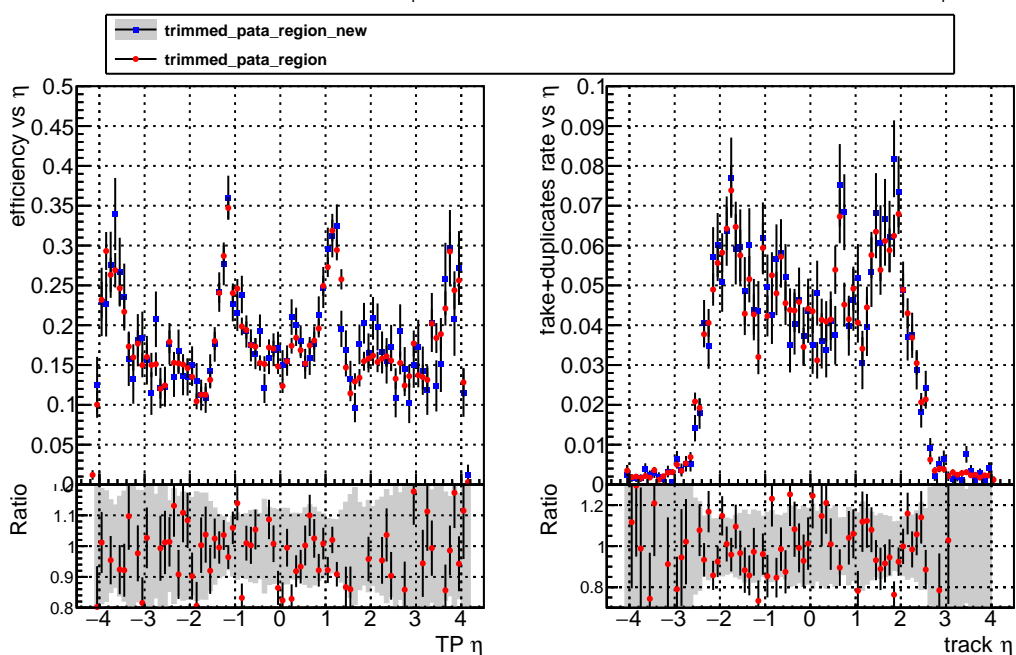 trimmed_pata_region_new
trimmed_pata_region
efficiency vs η
0.5
0.45
0.4
0.35
0.3
0.25
0.2
0.15
0.1
0.05
0
fake+duplicates rate vs η
0.1
0.09
0.08
0.07
0.06
0.05
0.04
0.03
0.02
0.01
0
Ratio
1.1
1
0.9
0.8
−4 −3 −2 −1 0 1 2 3 4
TP η
Ratio
1.2
1
0.8
−4 −3 −2 −1 0 1 2 3 4
track η